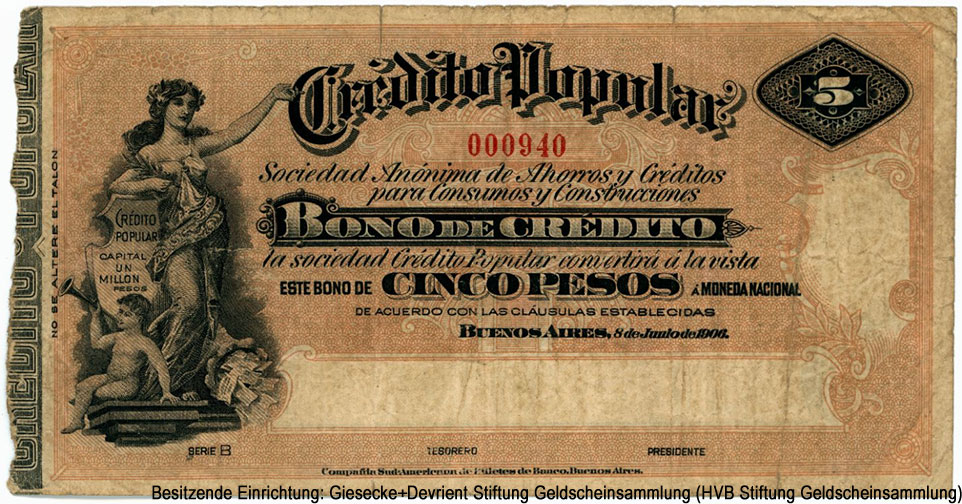 Crédito Popular
5
000940
Sociedad Anónima de Ahorros y Créditos
para Consumos y Construcciones
BONO DE CRÉDITO
la sociedad Crédito Popular convertirá á la vista
ESTE BONO DE CINCO PESOS á MONEDA NACIONAL
DE ACUERDO CON LAS CLÁUSULAS ESTABLECIDAS
BUENOS AIRES, 8 de Junio de 1906.
CRÉDITO
POPULAR
CAPITAL
UN
MILLON
PESOS
NO SE ALTERE EL TALON
CREDITO POPULAR
SERIE B
TESORERO
PRESIDENTE
Compañía Sud Americana de Billetes de Banco, Buenos Aires.
Besitzende Einrichtung: Giesecke+Devrient Stiftung Geldscheinsammlung (HVB Stiftung Geldscheinsammlung)